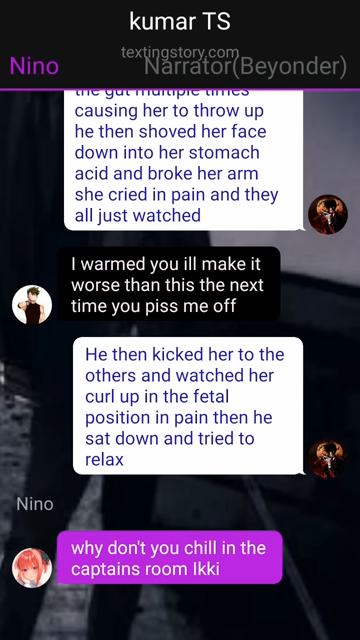 kumar TS
textingstory.com
Nino
Narrator(Beyonder)
the gut multiple times
causing her to throw up
he then shoved her face
down into her stomach
acid and broke her arm
she cried in pain and they
all just watched
I warmed you ill make it
worse than this the next
time you piss me off
He then kicked her to the
others and watched her
curl up in the fetal
position in pain then he
sat down and tried to
relax
Nino
why don't you chill in the
captains room Ikki